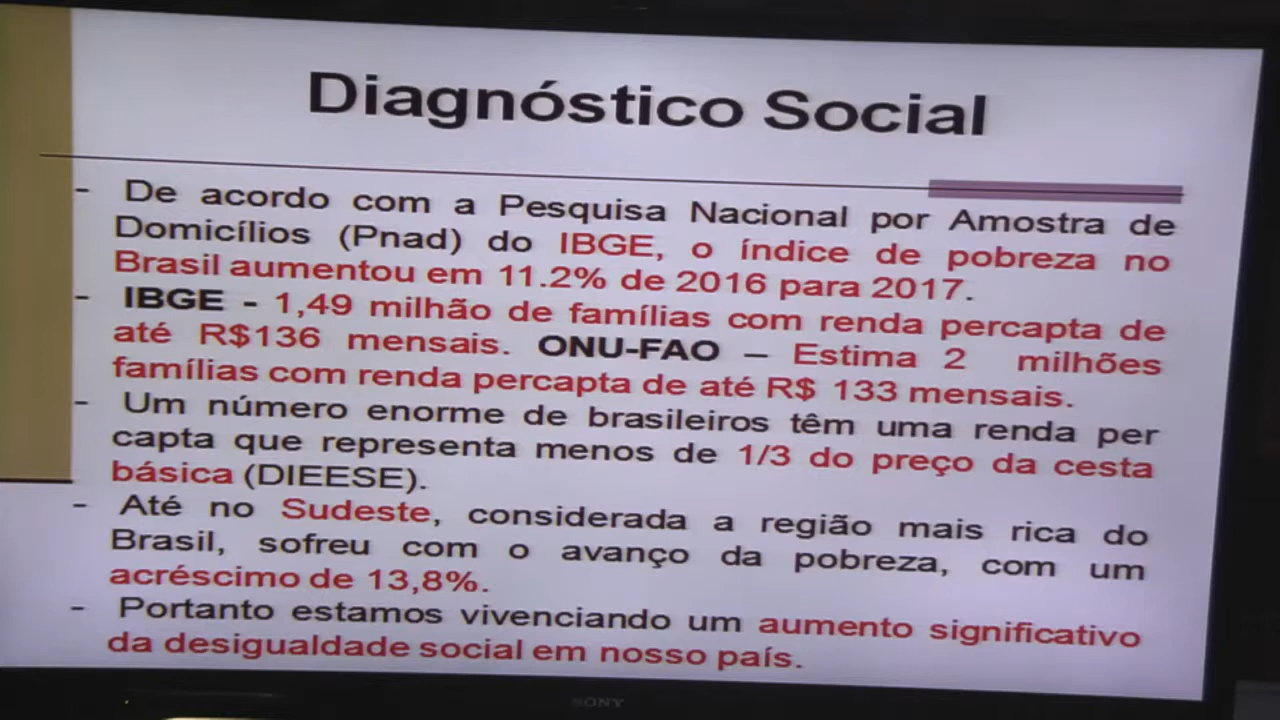 Diagnóstico Social
- De acordo com a Pesquisa Nacional por Amostra de
Domicílios (Pnad) do IBGE, o índice de pobreza no
Brasil aumentou em 11.2% de 2016 para 2017.
- IBGE - 1,49 milhão de famílias com renda percapta de
até R$136 mensais. ONU-FAO – Estima 2 milhões
famílias com renda percapta de até R$ 133 mensais.
- Um número enorme de brasileiros têm uma renda per
capta que representa menos de 1/3 do preço da cesta
básica (DIEESE).
- Até no Sudeste, considerada a região mais rica do
Brasil, sofreu com o avanço da pobreza, com um
acréscimo de 13,8%.
- Portanto estamos vivenciando um aumento significativo
da desigualdade social em nosso país.
SONY